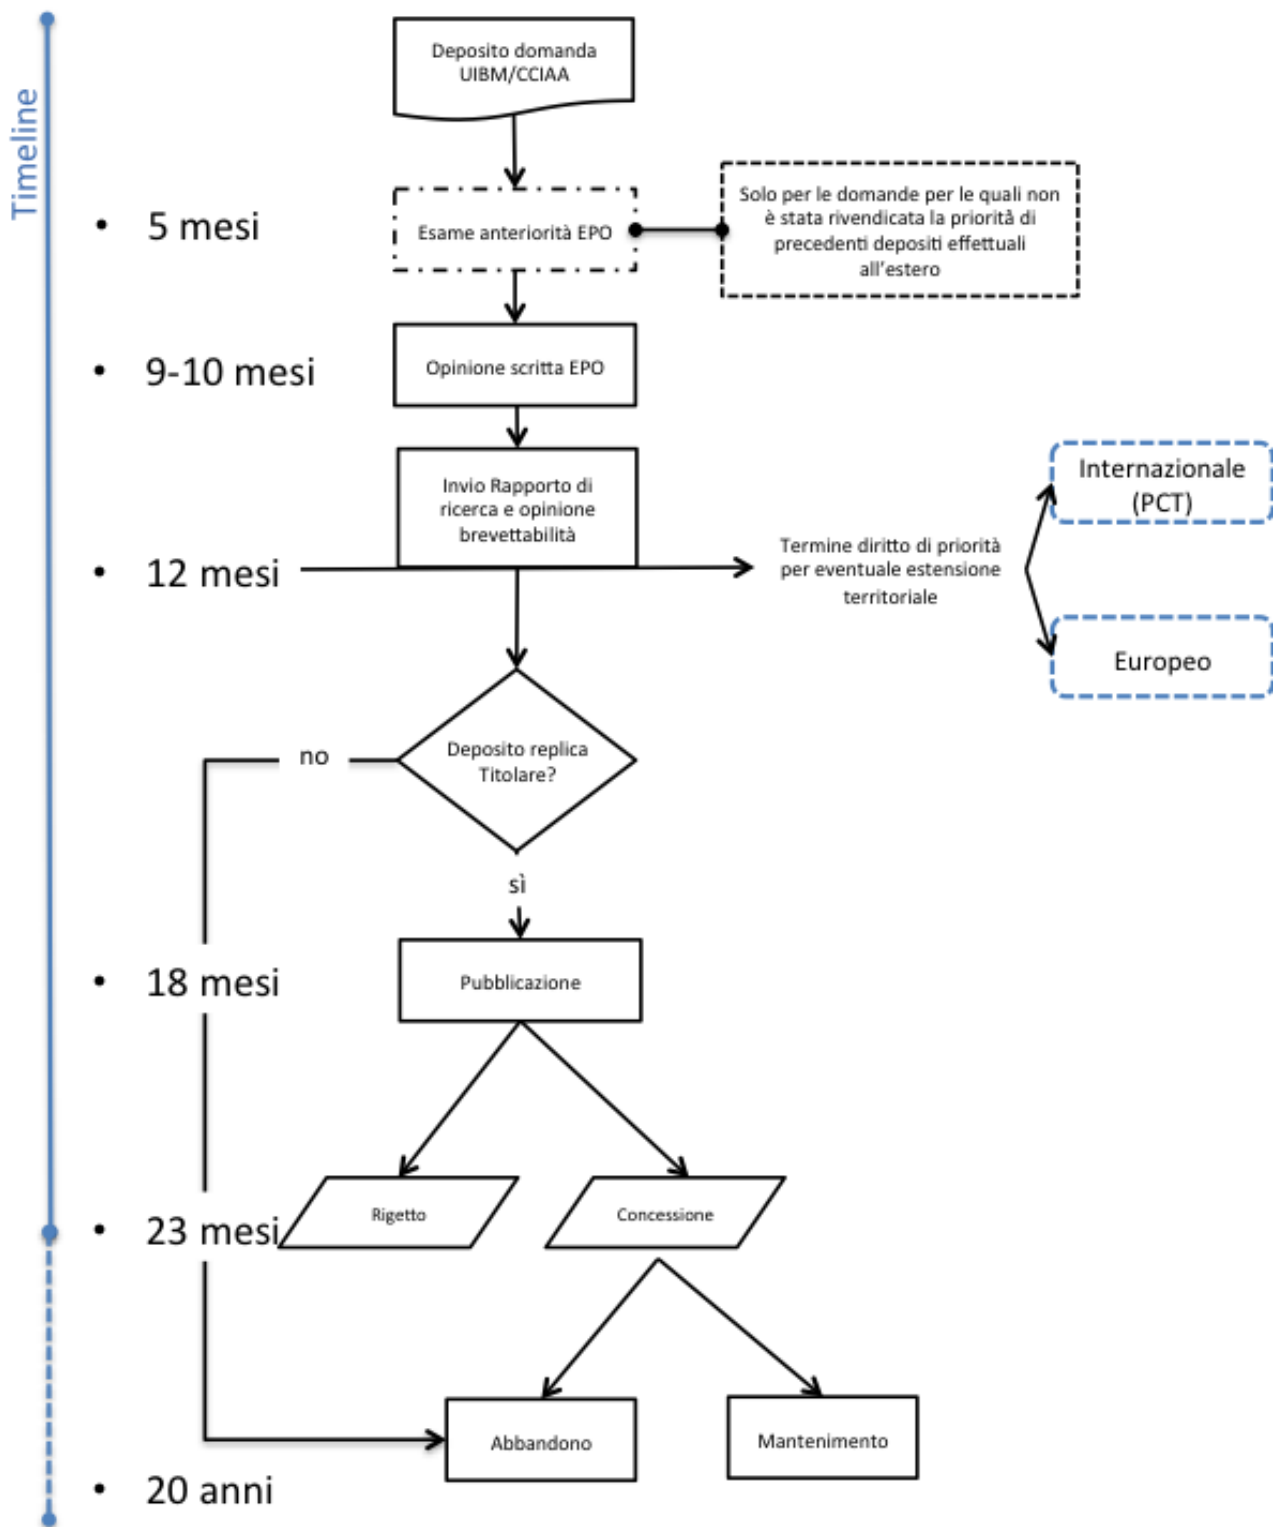 Timeline
Deposito domanda
UIBM/CCIAA
• 5 mesi
Esame anteriorità EPO
Solo per le domande per le quali non
è stata rivendicata la priorità di
precedenti depositi effettuali
all'estero
• 9-10 mesi
Opinione scritta EPO
Invio Rapporto di
ricerca e opinione
brevettabilità
• 12 mesi
Termine diritto di priorità
per eventuale estensione
territoriale
Internazionale
(PCT)
Europeo
Deposito replica
Titolare?
no
sì
• 18 mesi
Pubblicazione
• 23 mesi
Rigetto
Concessione
Abbandono
Mantenimento
• 20 anni